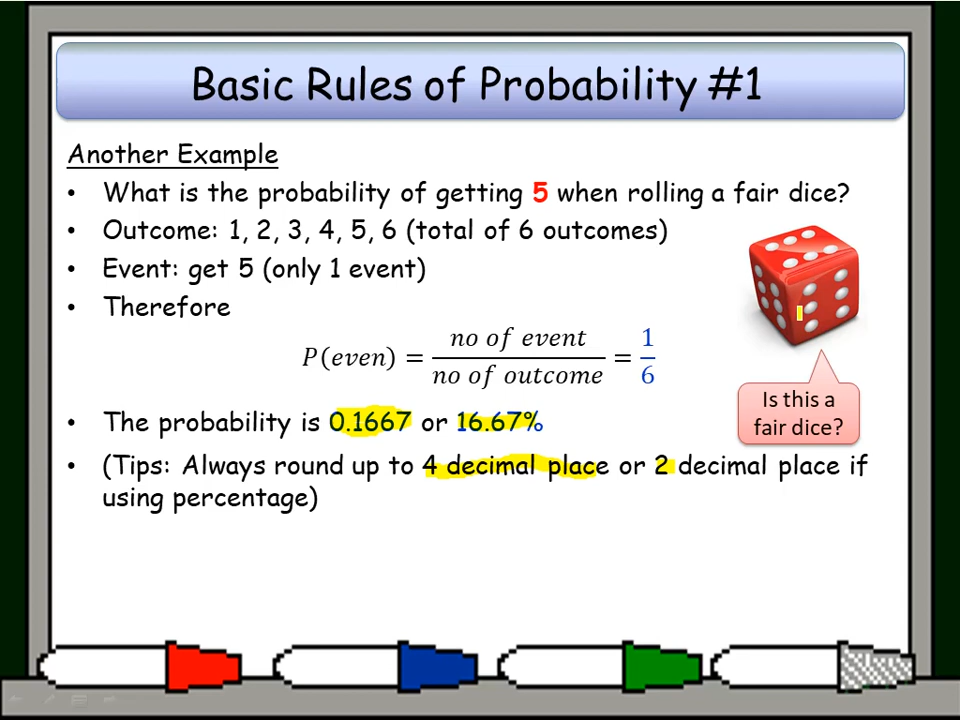 Basic Rules of Probability #1
Another Example
• What is the probability of getting 5 when rolling a fair dice?
• Outcome: 1, 2, 3, 4, 5, 6 (total of 6 outcomes)
• Event: get 5 (only 1 event)
• Therefore
P(even) = no of event / no of outcome = 1/6
• The probability is 0.1667 or 16.67%
• (Tips: Always round up to 4 decimal place or 2 decimal place if
using percentage)
Is this a
fair dice?